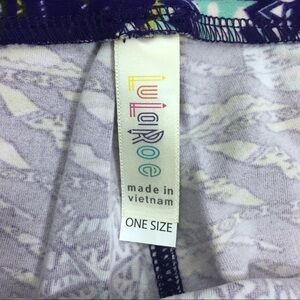 LuLaRoe
made in
vietnam
ONE SIZE